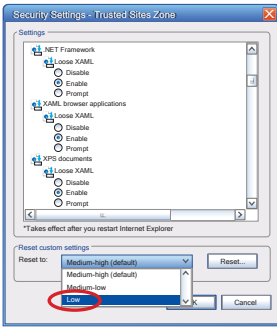 Security Settings - Trusted Sites Zone
Settings
.NET Framework
Loose XAML
Disable
Enable
Prompt
XAML browser applications
Loose XAML
Disable
Enable
Prompt
XPS documents
Loose XAML
Disable
Enable
Prompt
*Takes effect after you restart Internet Explorer
Reset custom settings
Reset to: Medium-high (default) Reset...
Medium-high (default)
Medium-low
Low
K Cancel